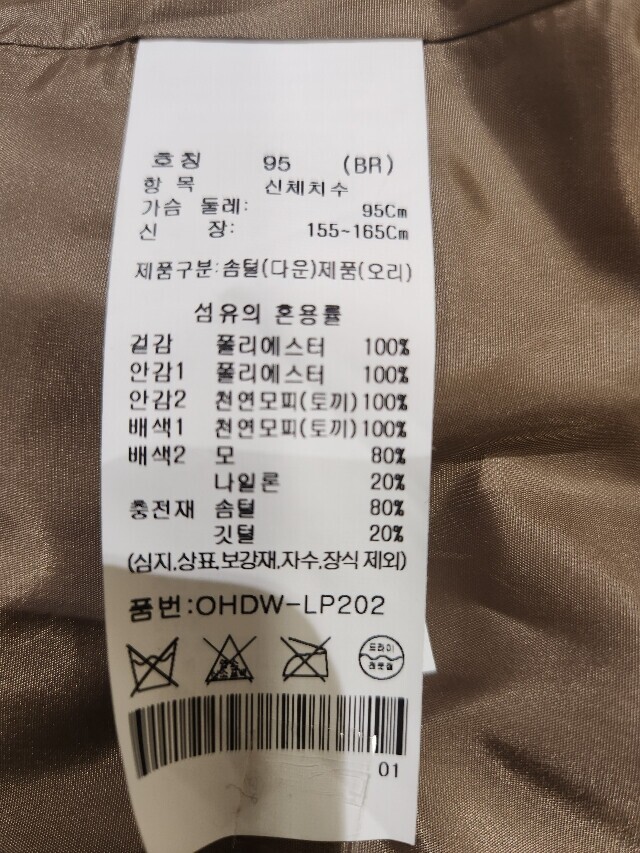 호칭 95 (BR)
항 목 신체치수
가슴 둘레: 95Cm
신 장: 155~165Cm
제품구분:솜털(다운)제품(오리)
섬유의 혼용률
겉감 폴리에스터 100%
안감1 폴리에스터 100%
안감2 천연모피(토끼)100%
배색1 천연모피(토끼)100%
배색2 모 80%
나일론 20%
충전재 솜털 80%
깃털 20%
(심지,상표,보강재,자수,장식 제외)
품번:OHDW-LP202
드라이
01